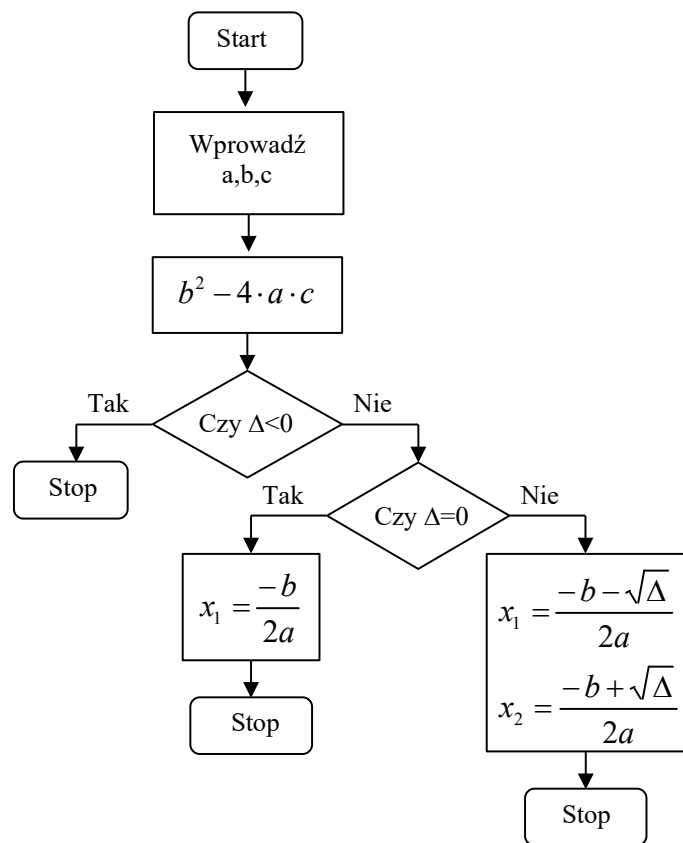 Start
Wprowadź
a,b,c
b² − 4 · a · c
Tak
Nie
Czy Δ<0
Stop
Tak
Nie
Czy Δ=0
x₁ = −b / 2a
Stop
x₁ = (−b − √Δ) / 2a
x₂ = (−b + √Δ) / 2a
Stop